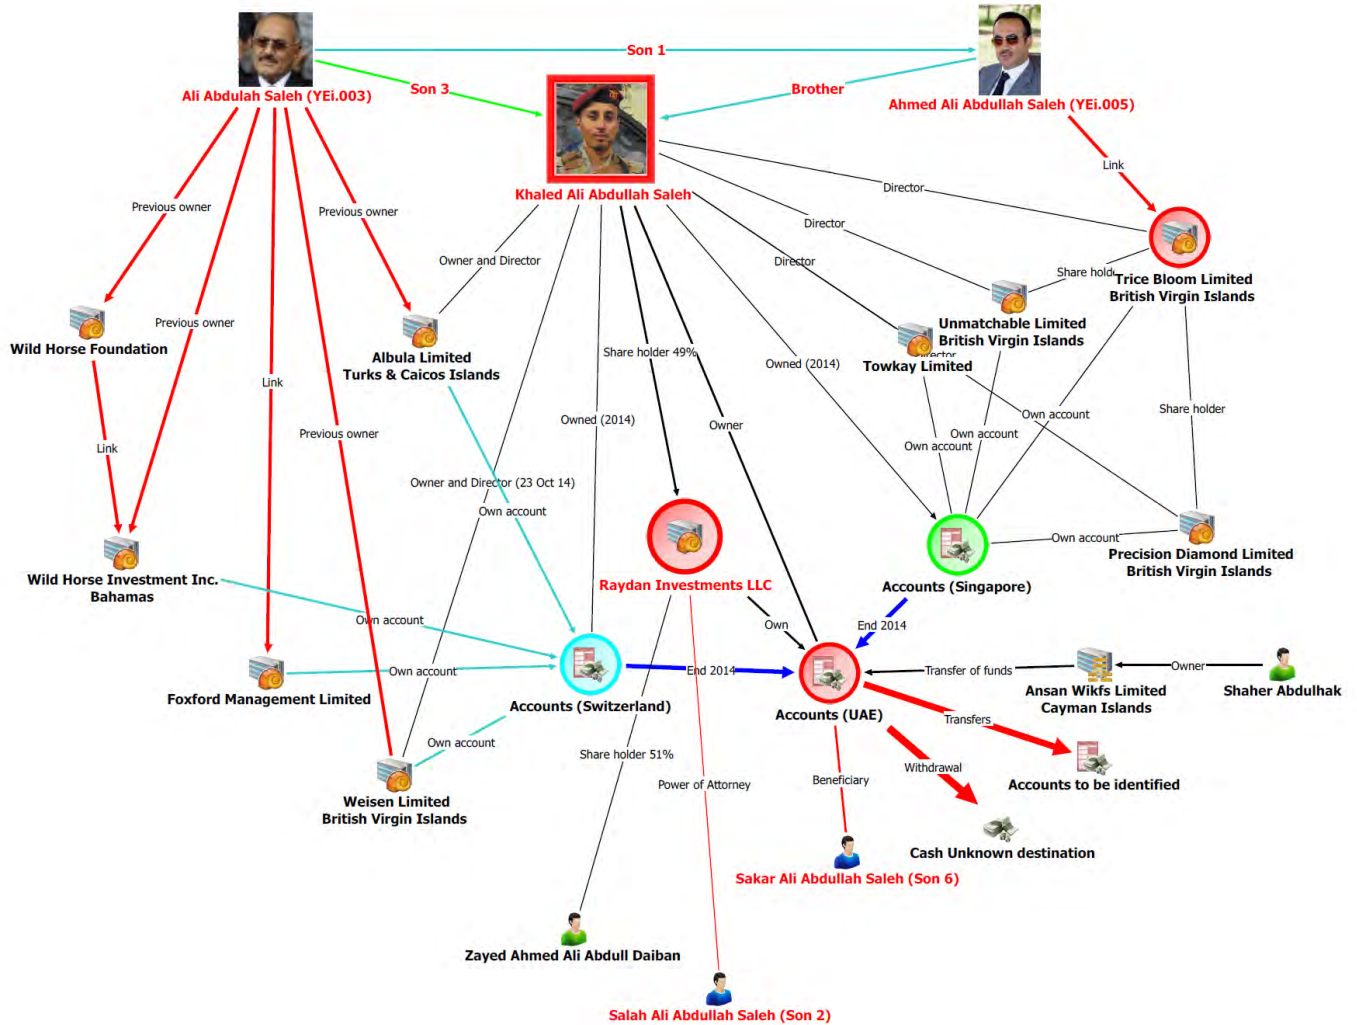 Son 1
Ali Abdulah Saleh (YEi.003)
Son 3
Brother
Ahmed Ali Abdullah Saleh (YEi.005)
Khaled Ali Abdullah Saleh
Link
Director
Previous owner
Previous owner
Director
Owner and Director
Director
Share hold
Trice Bloom Limited
British Virgin Islands
Previous owner
Wild Horse Foundation
Albula Limited
Turks & Caicos Islands
Unmatchable Limited
British Virgin Islands
Share holder 49%
Director
Towkay Limited
Owned (2014)
Link
Share holder
Own account
Owned (2014)
Owner
Previous owner
Own account
Own account
Link
Owner and Director (23 Oct 14)
Own account
Own account
Wild Horse Investment Inc.
Bahamas
Raydan Investments LLC
Accounts (Singapore)
Precision Diamond Limited
British Virgin Islands
Own account
Own
End 2014
Own account
End 2014
Transfer of funds
Owner
Foxford Management Limited
Accounts (Switzerland)
Accounts (UAE)
Ansan Wikfs Limited
Cayman Islands
Shaher Abdulhak
Transfers
Own account
Share holder 51%
Withdrawal
Power of Attorney
Beneficiary
Accounts to be identified
Weisen Limited
British Virgin Islands
Cash Unknown destination
Sakar Ali Abdullah Saleh (Son 6)
Zayed Ahmed Ali Abdull Daiban
Salah Ali Abdullah Saleh (Son 2)